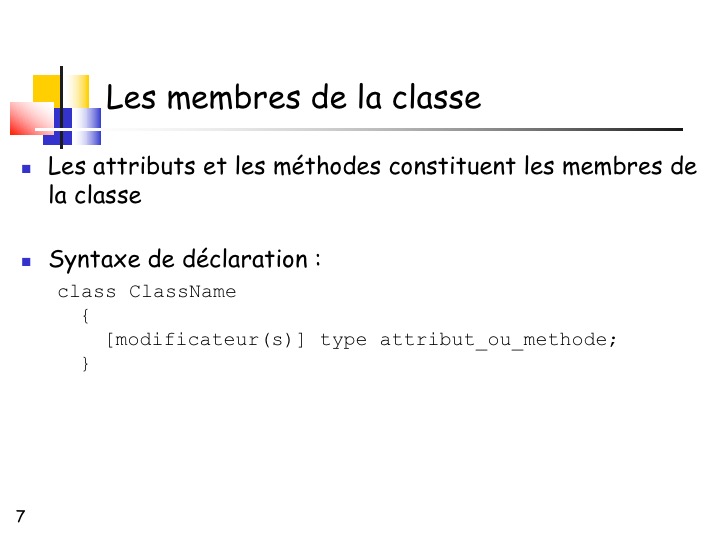 Les membres de la classe
Les attributs et les méthodes constituent les membres de
la classe
Syntaxe de déclaration :
class ClassName
{
[modificateur(s)] type attribut_ou_methode;
}
7